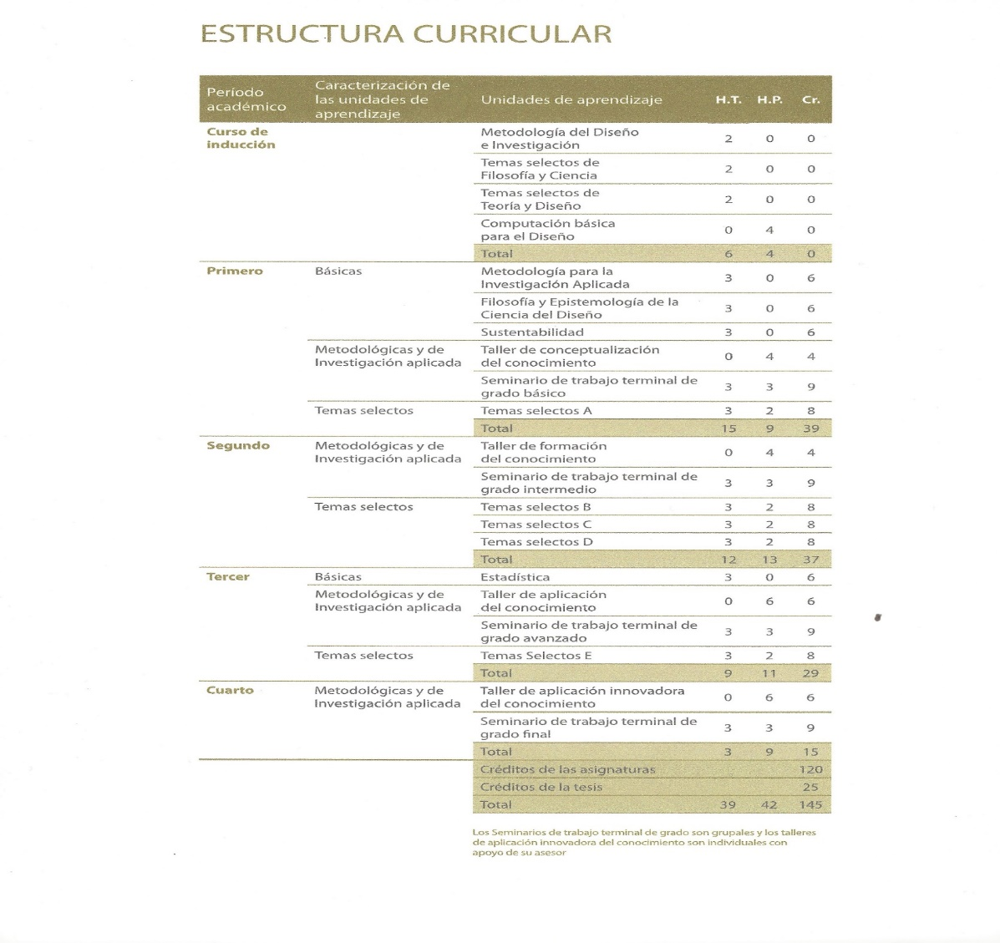 ESTRUCTURA CURRICULAR
Período académico | Caracterización de las unidades de aprendizaje | Unidades de aprendizaje | H.T. | H.P. | Cr.
Curso de inducción | | Metodología del Diseño e Investigación | 2 | 0 | 0
Temas selectos de Filosofía y Ciencia | 2 | 0 | 0
Temas selectos de Teoría y Diseño | 2 | 0 | 0
Computación básica para el Diseño | 0 | 4 | 0
Total | 6 | 4 | 0
Primero | Básicas | Metodología para la Investigación Aplicada | 3 | 0 | 6
Filosofía y Epistemología de la Ciencia del Diseño | 3 | 0 | 6
Sustentabilidad | 3 | 0 | 6
Metodológicas y de Investigación aplicada | Taller de conceptualización del conocimiento | 0 | 4 | 4
Seminario de trabajo terminal de grado básico | 3 | 3 | 9
Temas selectos | Temas selectos A | 3 | 2 | 8
Total | 15 | 9 | 39
Segundo | Metodológicas y de Investigación aplicada | Taller de formación del conocimiento | 0 | 4 | 4
Seminario de trabajo terminal de grado intermedio | 3 | 3 | 9
Temas selectos | Temas selectos B | 3 | 2 | 8
Temas selectos C | 3 | 2 | 8
Temas selectos D | 3 | 2 | 8
Total | 12 | 13 | 37
Tercer | Básicas | Estadística | 3 | 0 | 6
Metodológicas y de Investigación aplicada | Taller de aplicación del conocimiento | 0 | 6 | 6
Seminario de trabajo terminal de grado avanzado | 3 | 3 | 9
Temas selectos | Temas Selectos E | 3 | 2 | 8
Total | 9 | 11 | 29
Cuarto | Metodológicas y de Investigación aplicada | Taller de aplicación innovadora del conocimiento | 0 | 6 | 6
Seminario de trabajo terminal de grado final | 3 | 3 | 9
Total | 3 | 9 | 15
Créditos de las asignaturas | 120
Créditos de la tesis | 25
Total | 39 | 42 | 145
Los Seminarios de trabajo terminal de grado son grupales y los talleres
de aplicación innovadora del conocimiento son individuales con
apoyo de su asesor